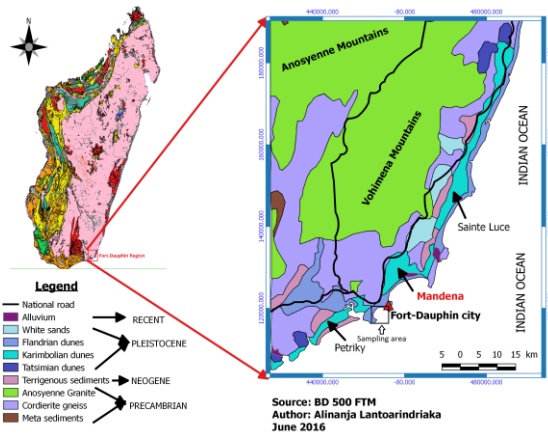 N
Fort-Dauphin Region
Legend
National road
Alluvium
White sands
Flandrian dunes
Karimbolian dunes
Tatsimian dunes
Terrigenous sediments
Anosyenne Granite
Cordierite gneiss
Meta sediments
RECENT
PLEISTOCENE
NEOGENE
PRECAMBRIAN
440000,000 -80,000 480000,000
180000,000
160000,000
140000,000
120000,000
Anosyenne Mountains
Vohimena Mountains
INDIAN OCEAN
Sainte Luce
INDIAN OCEAN
Mandena
Fort-Dauphin city
Sampling area
Petriky
5 0 5 10 15 km
440000,000 -80,000 480000,000
Source: BD 500 FTM
Author: Alinanja Lantoarindriaka
June 2016